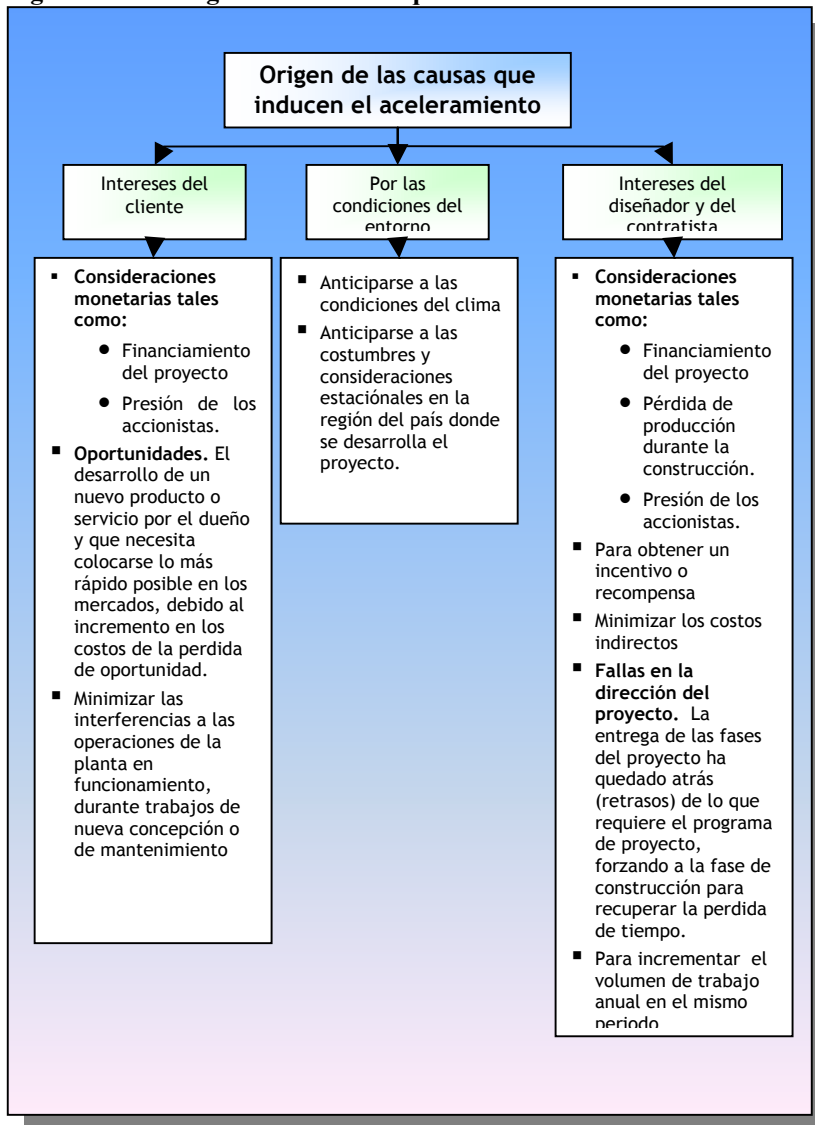 Origen de las causas que
inducen el aceleramiento
Intereses del
cliente
Por las
condiciones del
entorno
Intereses del
diseñador y del
contratista
▪ Consideraciones
monetarias tales
como:
● Financiamiento
del proyecto
● Presión de los
accionistas.
▪ Oportunidades. El
desarrollo de un
nuevo producto o
servicio por el dueño
y que necesita
colocarse lo más
rápido posible en los
mercados, debido al
incremento en los
costos de la perdida
de oportunidad.
▪ Minimizar las
interferencias a las
operaciones de la
planta en
funcionamiento,
durante trabajos de
nueva concepción o
de mantenimiento
▪ Anticiparse a las
condiciones del clima
▪ Anticiparse a las
costumbres y
consideraciones
estaciónales en la
región del país donde
se desarrolla el
proyecto.
▪ Consideraciones
monetarias tales
como:
● Financiamiento
del proyecto
● Pérdida de
producción
durante la
construcción.
● Presión de los
accionistas.
▪ Para obtener un
incentivo o
recompensa
▪ Minimizar los costos
indirectos
▪ Fallas en la
dirección del
proyecto. La
entrega de las fases
del proyecto ha
quedado atrás
(retrasos) de lo que
requiere el programa
de proyecto,
forzando a la fase de
construcción para
recuperar la perdida
de tiempo.
▪ Para incrementar el
volumen de trabajo
anual en el mismo
periodo